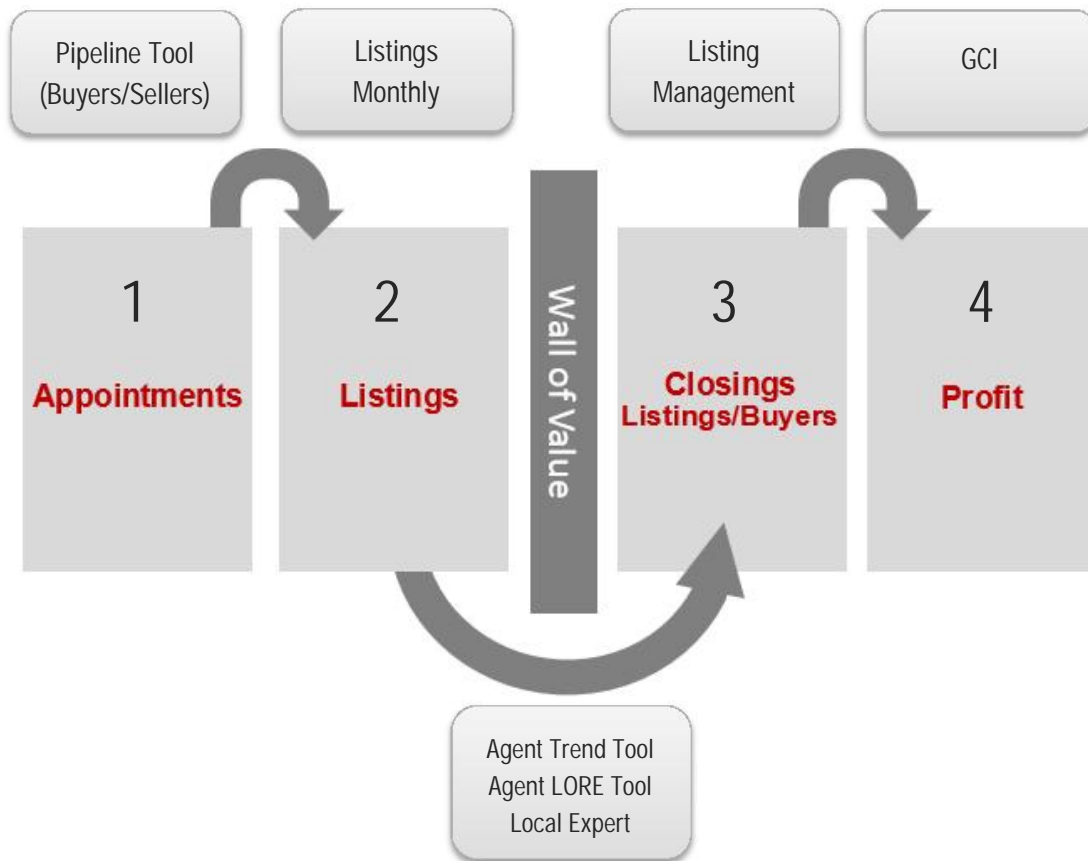 Pipeline Tool
(Buyers/Sellers)
Listings
Monthly
Listing
Management
GCI
1
Appointments
2
Listings
Wall of Value
3
Closings
Listings/Buyers
4
Profit
Agent Trend Tool
Agent LORE Tool
Local Expert